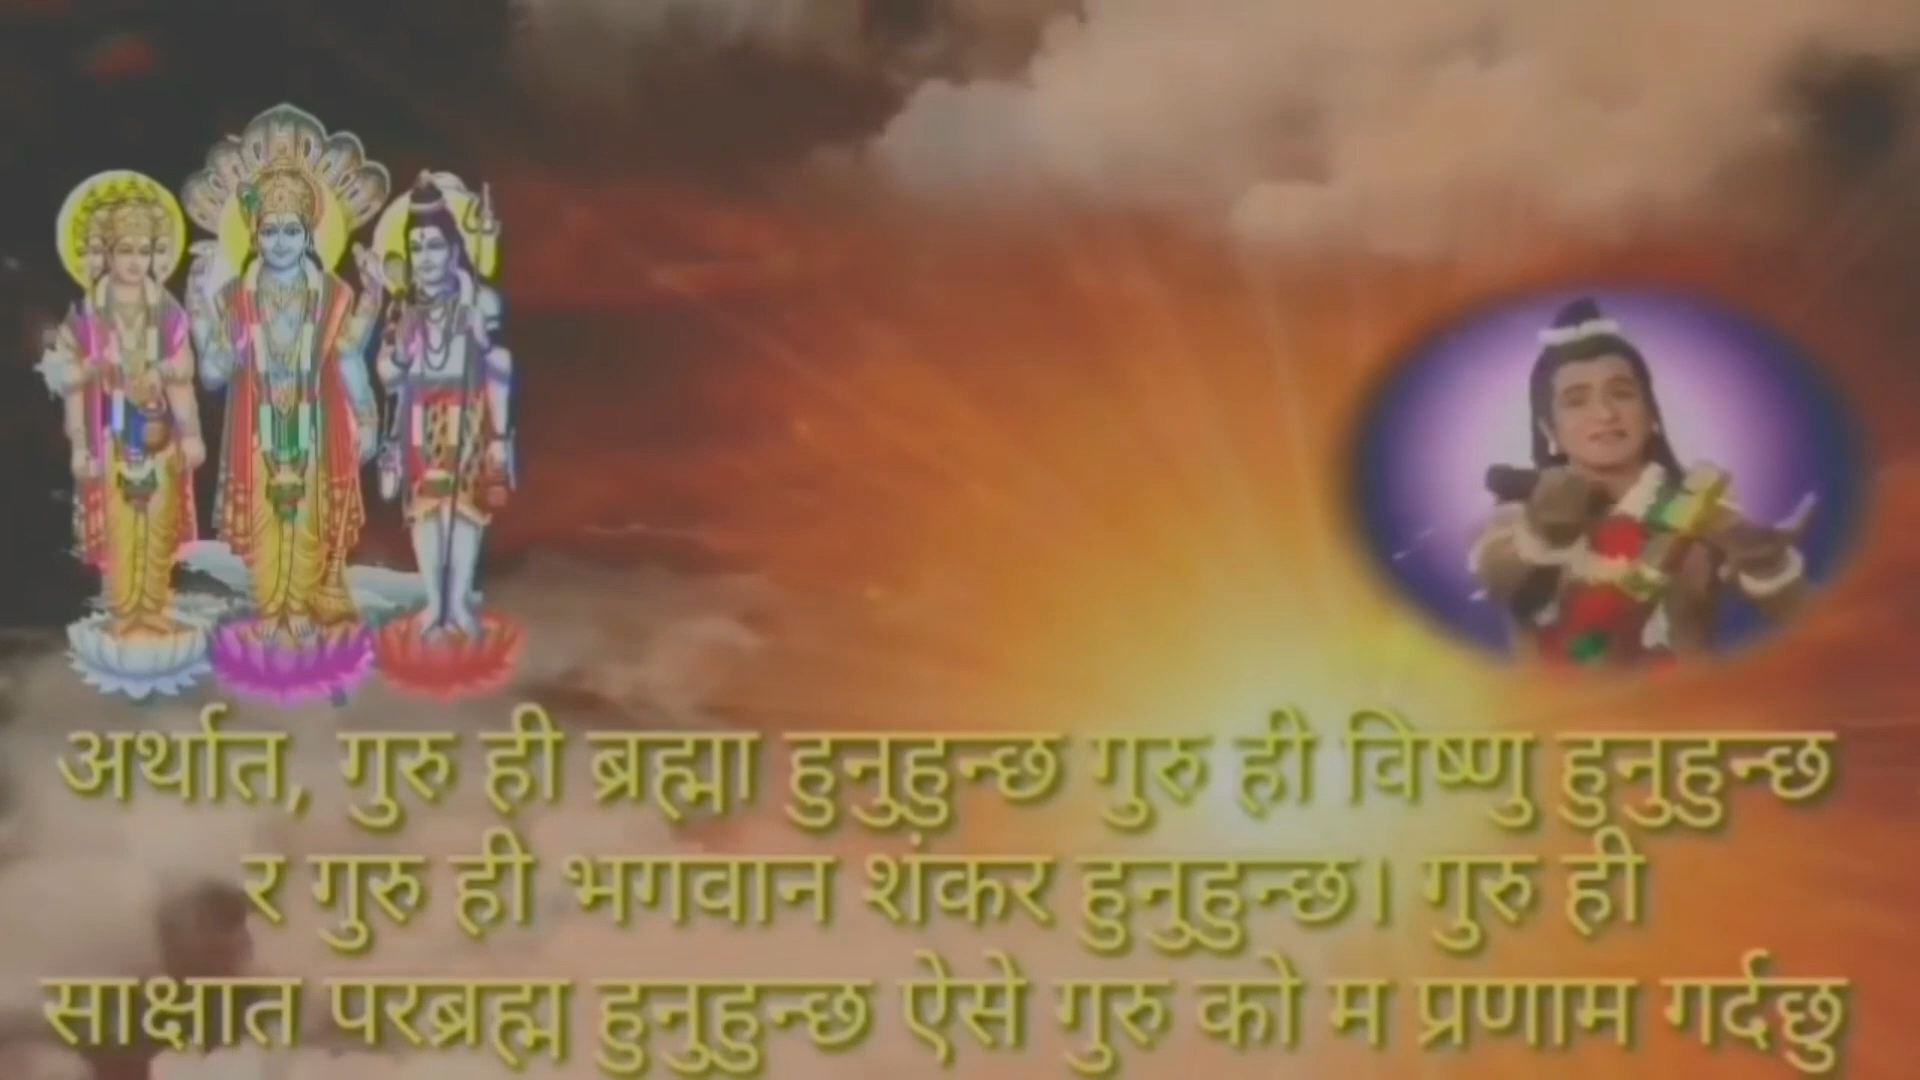 अर्थात, गुरु ही ब्रह्मा हुनुहुन्छ गुरु ही विष्णु हुनुहुन्छ
र गुरु ही भगवान शंकर हुनुहुन्छ। गुरु ही
साक्षात परब्रह्म हुनुहुन्छ ऐसे गुरु को म प्रणाम गर्दछु